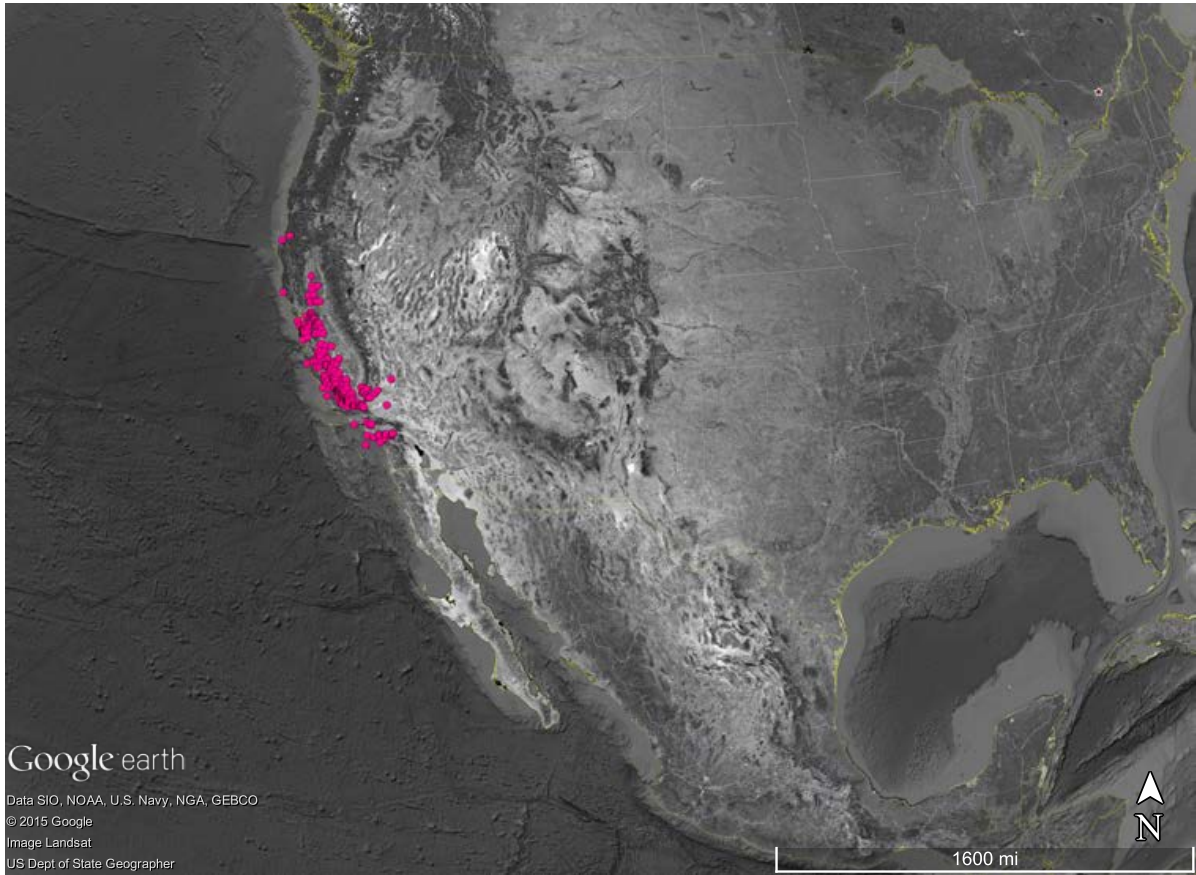 Google earth
Data SIO, NOAA, U.S. Navy, NGA, GEBCO
© 2015 Google
Image Landsat
US Dept of State Geographer
N
1600 mi